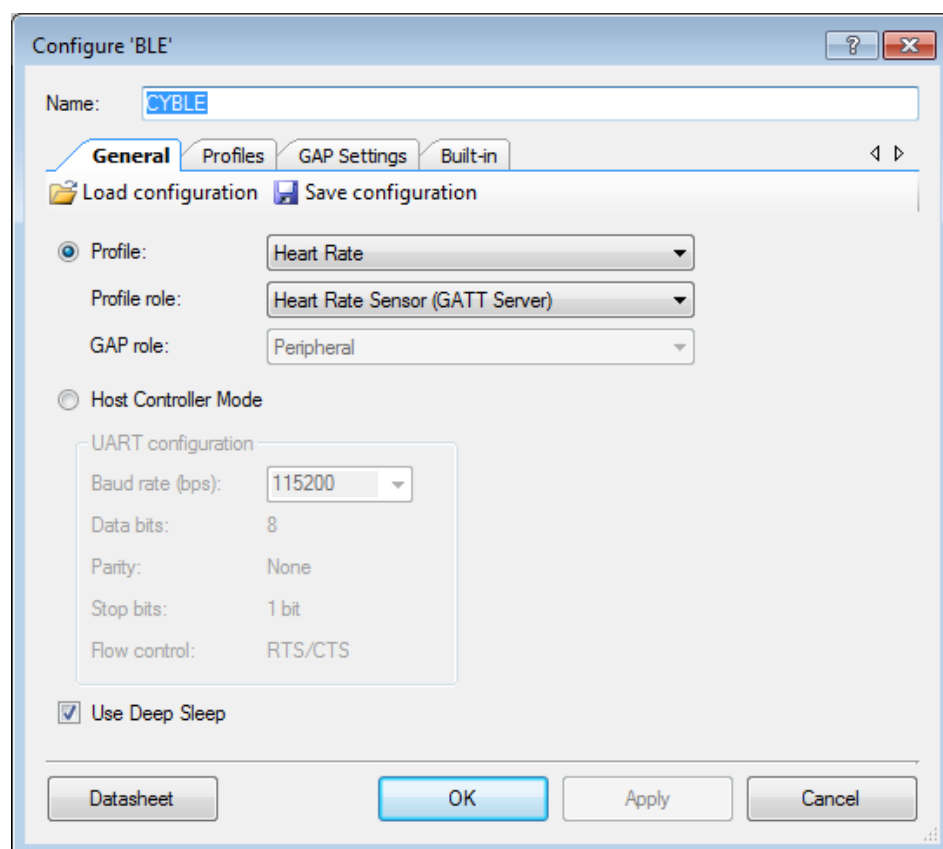 Configure 'BLE'
?
Name: CYBLE
General Profiles GAP Settings Built-in
Load configuration Save configuration
Profile: Heart Rate
Profile role: Heart Rate Sensor (GATT Server)
GAP role: Peripheral
Host Controller Mode
UART configuration
Baud rate (bps): 115200
Data bits: 8
Parity: None
Stop bits: 1 bit
Flow control: RTS/CTS
Use Deep Sleep
Datasheet OK Apply Cancel